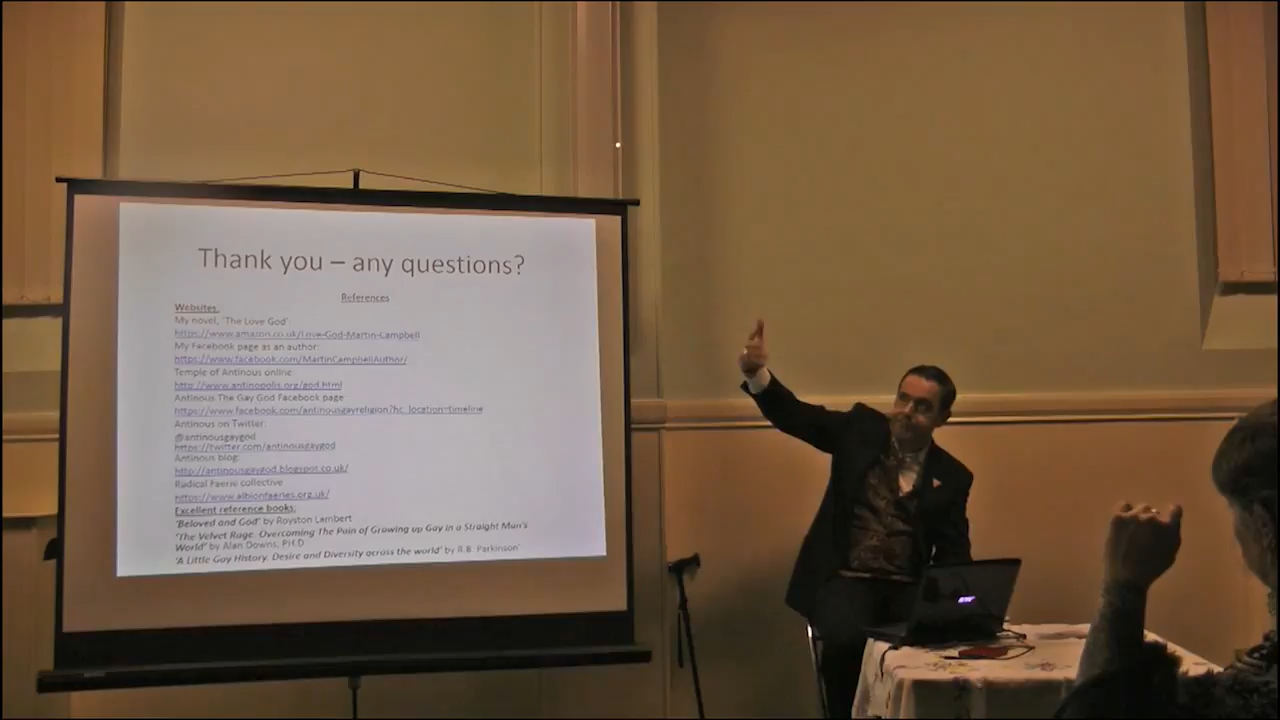 Thank you – any questions?
References
Websites:
My novel, 'The Love God':
https://www.amazon.co.uk/Love-God-Martin-Campbell
My Facebook page as an author:
https://www.facebook.com/MartinCampbellAuthor/
Temple of Antinous online:
http://www.antinopolis.org/god.html
Antinous The Gay God Facebook page
https://www.facebook.com/antinousgayreligion?hc_location=timeline
Antinous on Twitter:
@antinousgaygod
https://twitter.com/antinousgaygod
Antinous blog:
http://antinousgaygod.blogspot.co.uk/
Radical Faerie collective
https://www.albionfaeries.org.uk/
Excellent reference books:
'Beloved and God' by Royston Lambert
'The Velvet Rage. Overcoming The Pain of Growing up Gay in a Straight Man's
World' by Alan Downs, PH.D
'A Little Gay History. Desire and Diversity across the world' by R.B. Parkinson'